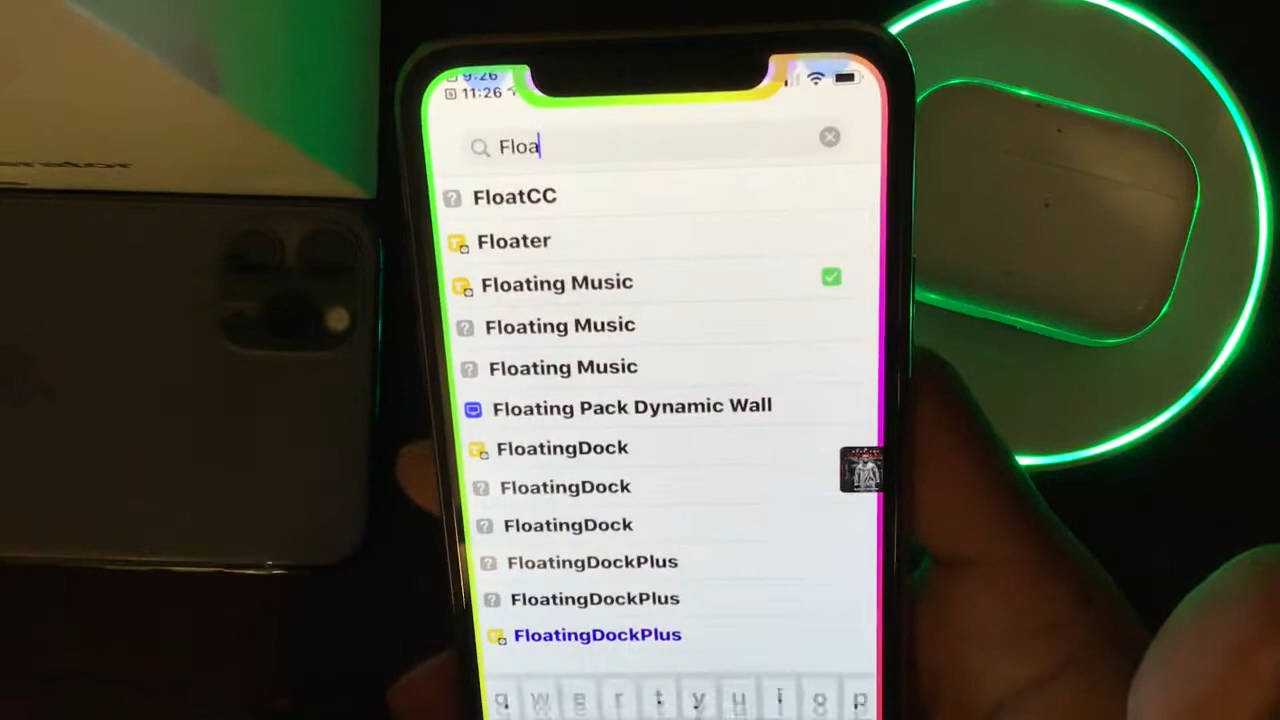 9:26
11:26
Floa
FloatCC
Floater
Floating Music
Floating Music
Floating Music
Floating Pack Dynamic Wall
FloatingDock
FloatingDock
FloatingDock
FloatingDockPlus
FloatingDockPlus
FloatingDockPlus
q w e r t y u i o p